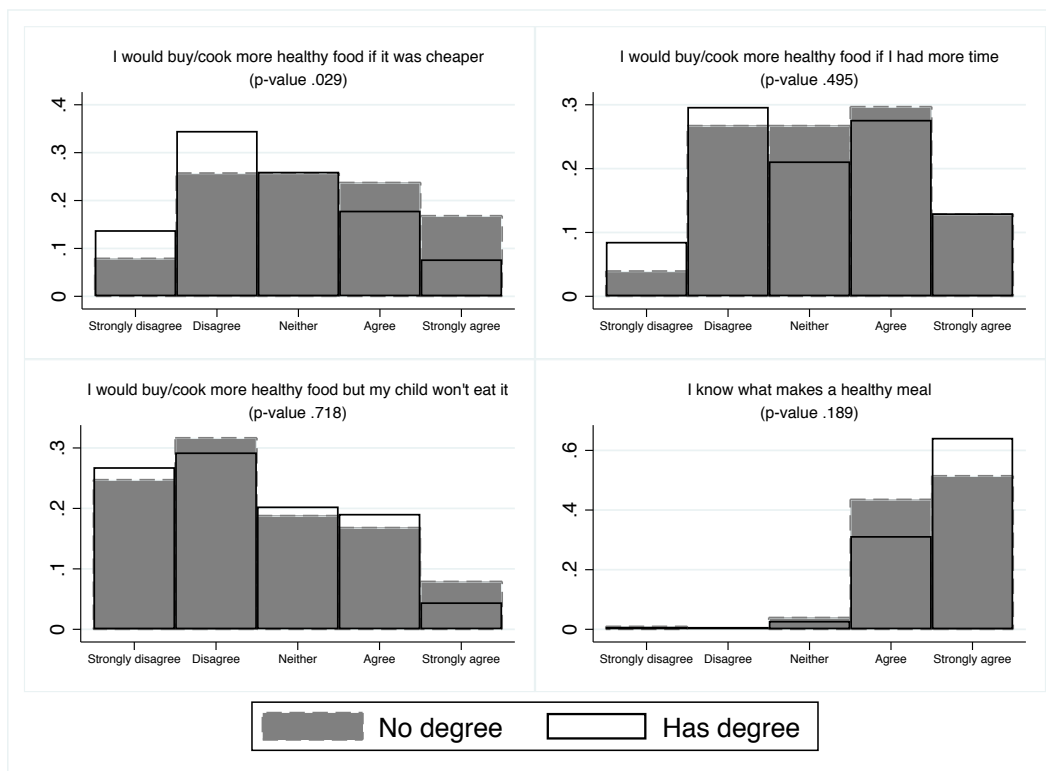 I would buy/cook more healthy food if it was cheaper
(p-value .029)
.4
.3
.2
.1
0
Strongly disagree Disagree Neither Agree Strongly agree
I would buy/cook more healthy food if I had more time
(p-value .495)
.3
.2
.1
0
Strongly disagree Disagree Neither Agree Strongly agree
I would buy/cook more healthy food but my child won't eat it
(p-value .718)
.3
.2
.1
0
Strongly disagree Disagree Neither Agree Strongly agree
I know what makes a healthy meal
(p-value .189)
.6
.4
.2
0
Strongly disagree Disagree Neither Agree Strongly agree
No degree Has degree